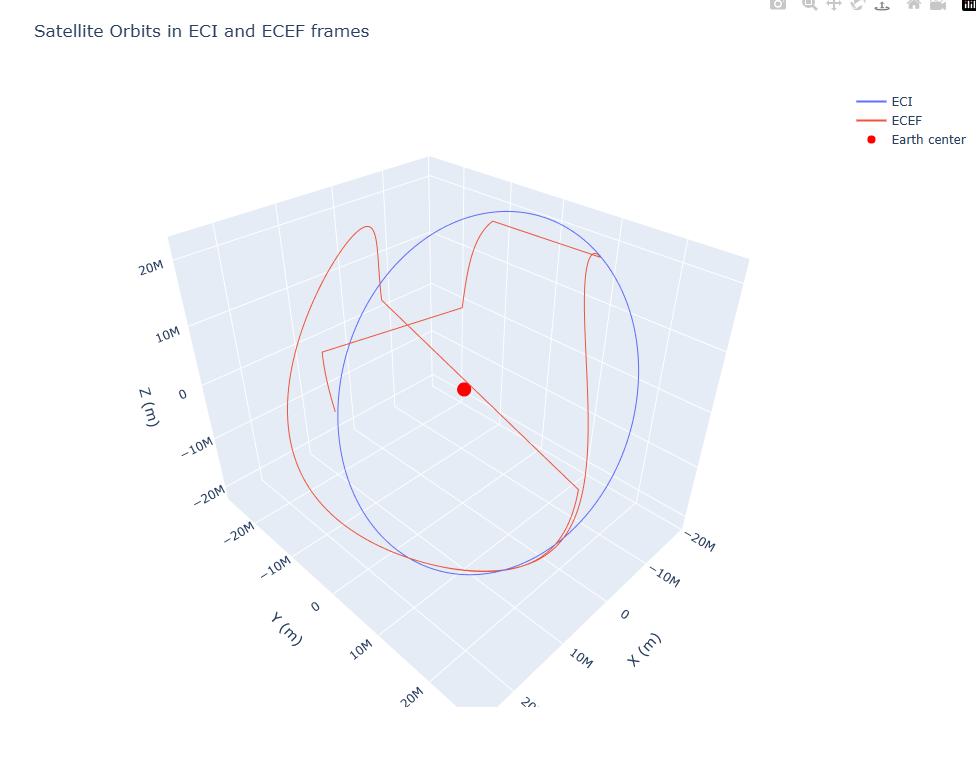 Satellite Orbits in ECI and ECEF frames
ECI
ECEF
Earth center
20M
10M
0
−10M
−20M
Z (m)
−20M
−10M
0
10M
20M
Y (m)
−20M
−10M
0
10M
X (m)